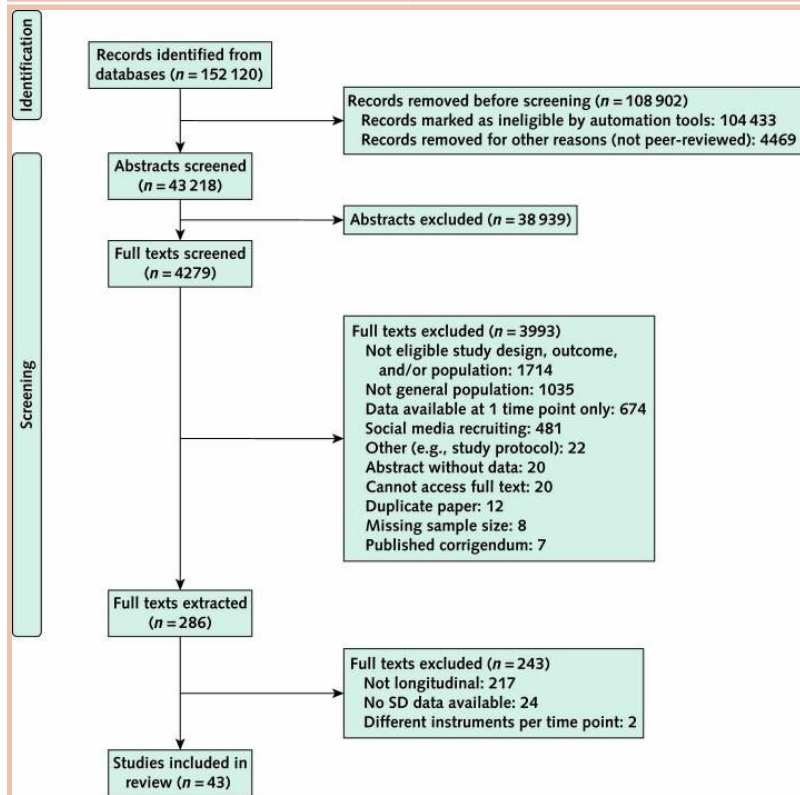 Identification
Records identified from
databases (n = 152 120)
Records removed before screening (n = 108 902)
Records marked as ineligible by automation tools: 104 433
Records removed for other reasons (not peer-reviewed): 4469
Screening
Abstracts screened
(n = 43 218)
Abstracts excluded (n = 38 939)
Full texts screened
(n = 4279)
Full texts excluded (n = 3993)
Not eligible study design, outcome,
and/or population: 1714
Not general population: 1035
Data available at 1 time point only: 674
Social media recruiting: 481
Other (e.g., study protocol): 22
Abstract without data: 20
Cannot access full text: 20
Duplicate paper: 12
Missing sample size: 8
Published corrigendum: 7
Full texts extracted
(n = 286)
Full texts excluded (n = 243)
Not longitudinal: 217
No SD data available: 24
Different instruments per time point: 2
Studies included in
review (n = 43)